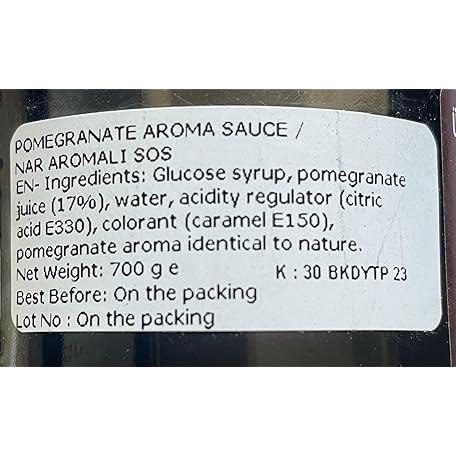 POMEGRANATE AROMA SAUCE /
NAR AROMALI SOS
EN- Ingredients: Glucose syrup, pomegranate
juice (17%), water, acidity regulator (citric
acid E330), colorant (caramel E150),
pomegranate aroma identical to nature.
Net Weight: 700 g e K : 30 BKDYTP 23
Best Before: On the packing
Lot No : On the packing